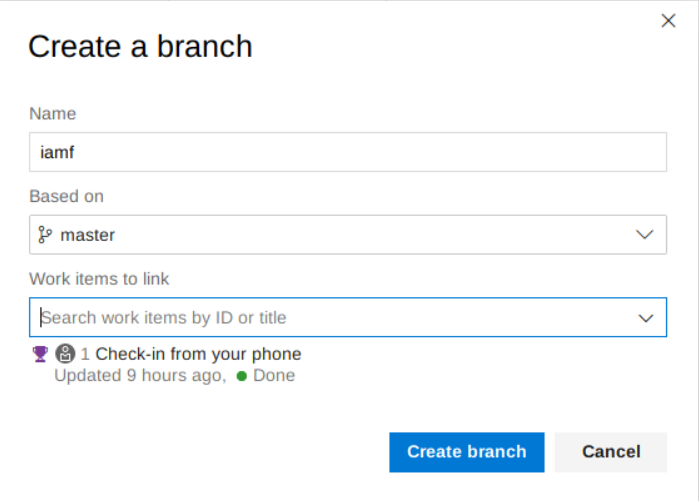 Create a branch
Name
iamf
Based on
master
Work items to link
Search work items by ID or title
1 Check-in from your phone
Updated 9 hours ago, Done
Create branch Cancel